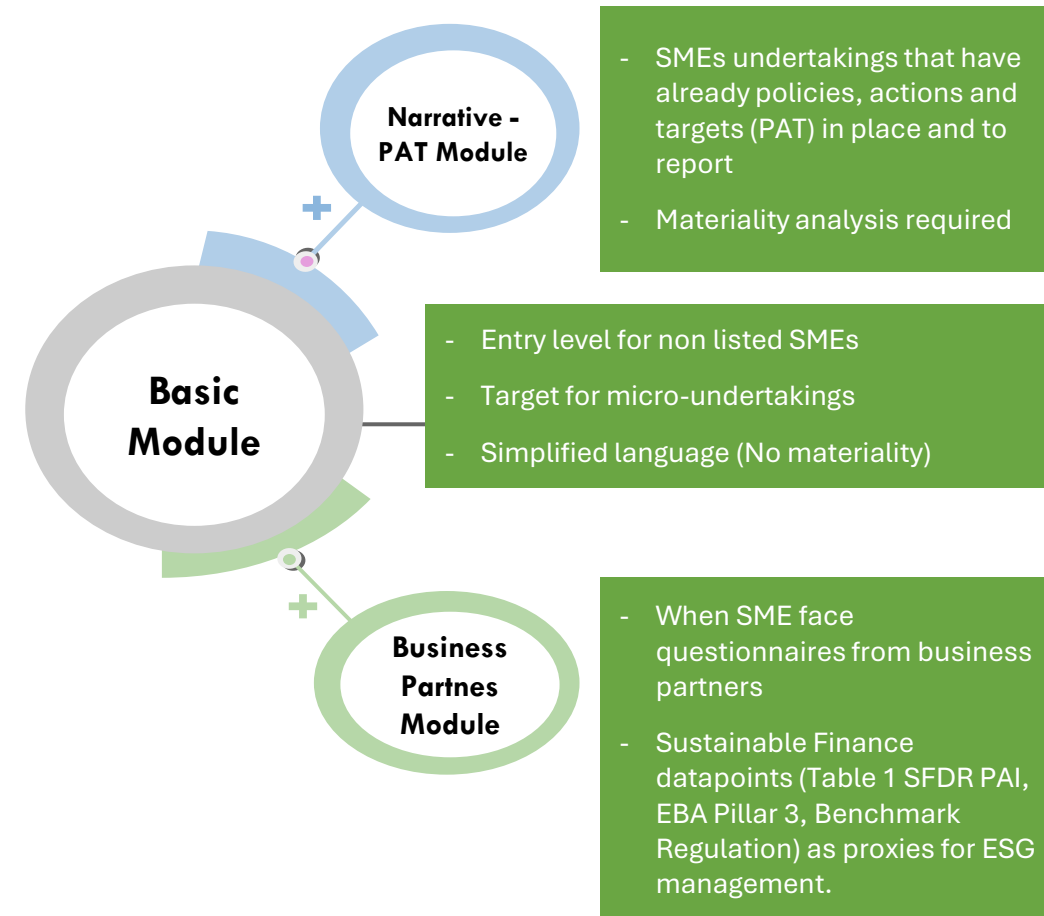 Narrative -
PAT Module
- SMEs undertakings that have
already policies, actions and
targets (PAT) in place and to
report
- Materiality analysis required
Basic
Module
- Entry level for non listed SMEs
- Target for micro-undertakings
- Simplified language (No materiality)
Business
Partnes
Module
- When SME face
questionnaires from business
partners
- Sustainable Finance
datapoints (Table 1 SFDR PAI,
EBA Pillar 3, Benchmark
Regulation) as proxies for ESG
management.